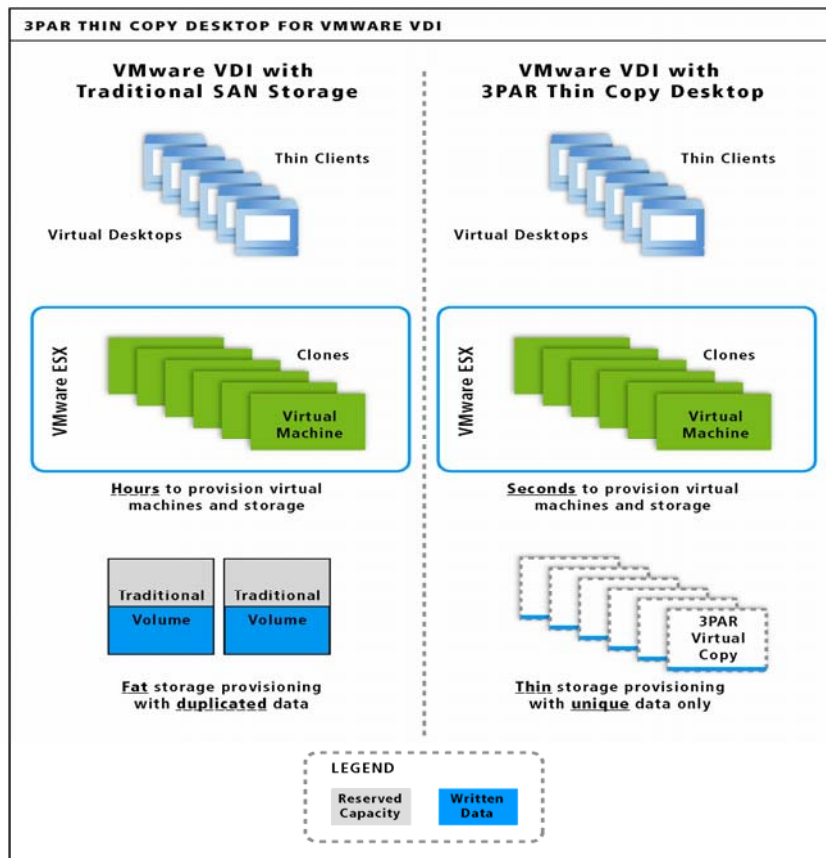 3PAR THIN COPY DESKTOP FOR VMWARE VDI
VMware VDI with
Traditional SAN Storage
Thin Clients
Virtual Desktops
VMware ESX
Clones
Virtual
Machine
Hours to provision virtual
machines and storage
Traditional
Volume
Traditional
Volume
Fat storage provisioning
with duplicated data
VMware VDI with
3PAR Thin Copy Desktop
Thin Clients
Virtual Desktops
VMware ESX
Clones
Virtual
Machine
Seconds to provision virtual
machines and storage
3PAR
Virtual
Copy
Thin storage provisioning
with unique data only
LEGEND
Reserved
Capacity
Written
Data